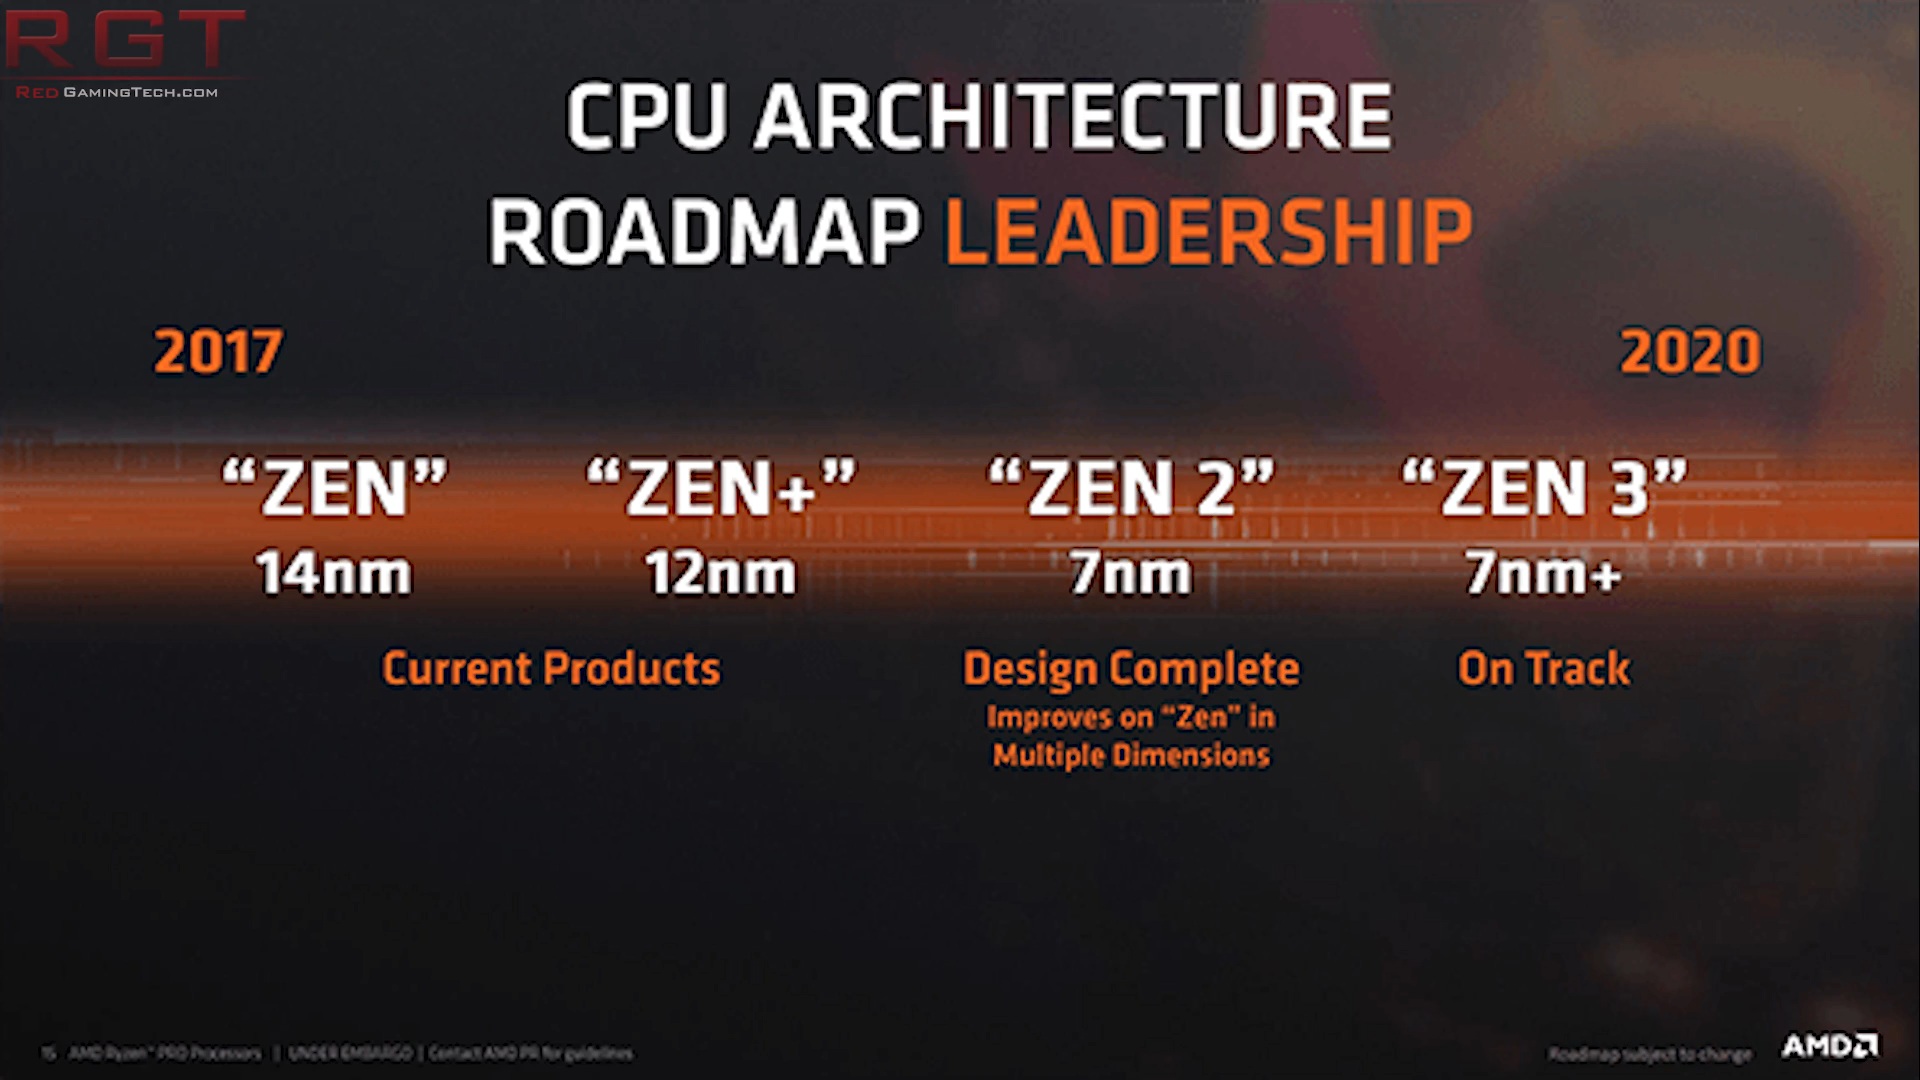 RGT
RED GAMINGTECH.COM
CPU ARCHITECTURE
ROADMAP LEADERSHIP
2017
2020
“ZEN”
“ZEN+”
“ZEN 2”
“ZEN 3”
14nm
12nm
7nm
7nm+
Current Products
Design Complete
On Track
Improves on “Zen” in
Multiple Dimensions
15 AMD Ryzen™ PRO Processors | UNDER EMBARGO | Contact AMD PR for guidelines
Roadmap subject to change
AMD